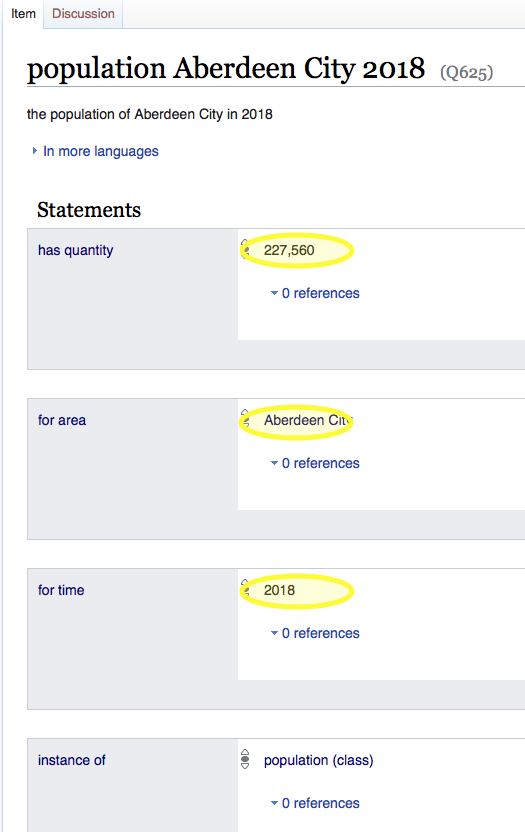 Item Discussion
population Aberdeen City 2018 (Q625)
the population of Aberdeen City in 2018
In more languages
Statements
has quantity 227,560
0 references
for area Aberdeen City
0 references
for time 2018
0 references
instance of population (class)
0 references